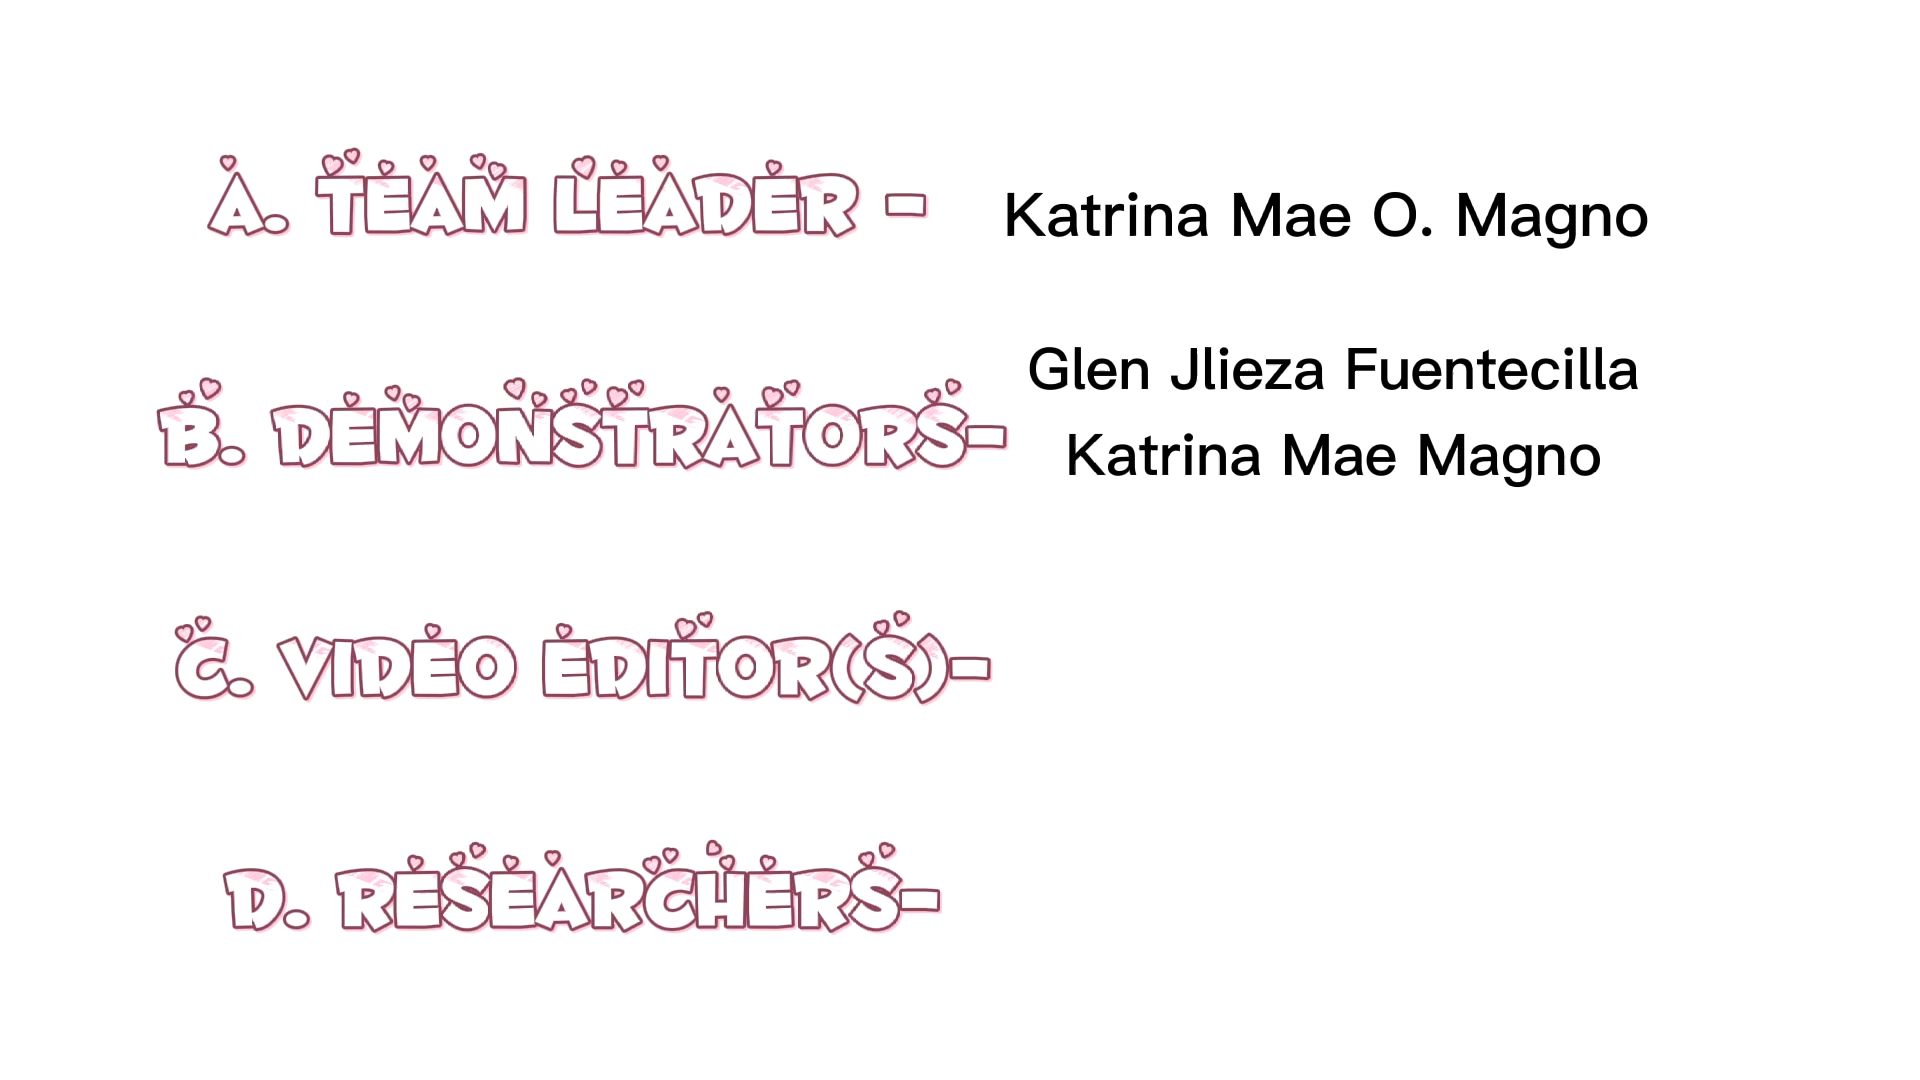 A. TEAM LEADER - Katrina Mae O. Magno
B. DEMONSTRATORS- Glen Jlieza Fuentecilla
Katrina Mae Magno
C. VIDEO EDITOR(S)-
D. RESEARCHERS-